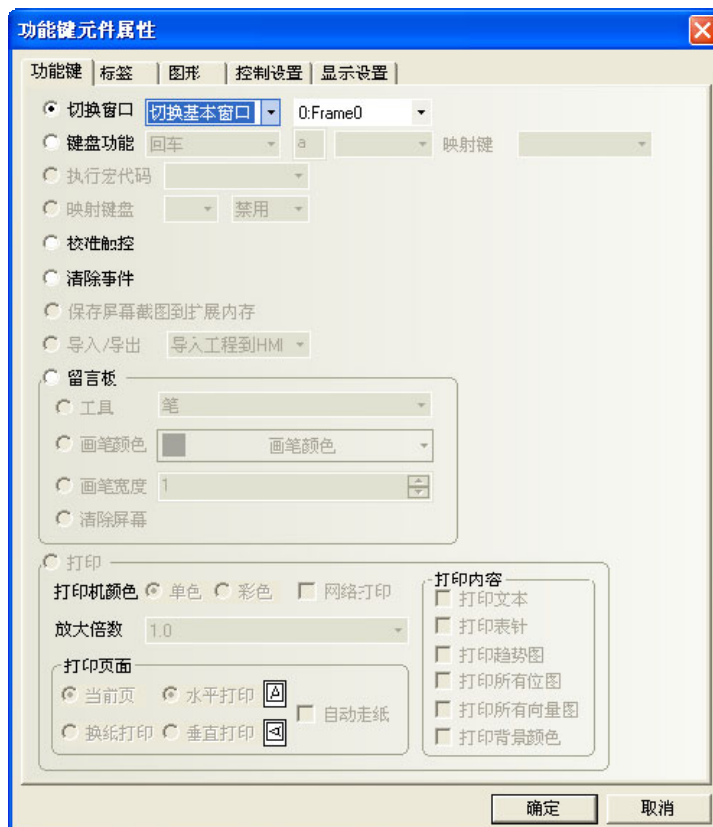 功能键元件属性
功能键 标签 图形 控制设置 显示设置
切换窗口 切换基本窗口 0:Frame0
键盘功能 回车 a 映射键
执行宏代码
映射键盘 禁用
校准触控
清除事件
保存屏幕截图到扩展内存
导入/导出 导入工程到HMI
留言板
工具 笔
画笔颜色 画笔颜色
画笔宽度 1
清除屏幕
打印
打印机颜色 单色 彩色 网络打印
放大倍数 1.0
打印页面
当前页 水平打印 A
换纸打印 垂直打印 A
自动走纸
打印内容
打印文本
打印表针
打印趋势图
打印所有位图
打印所有向量图
打印背景颜色
确定 取消